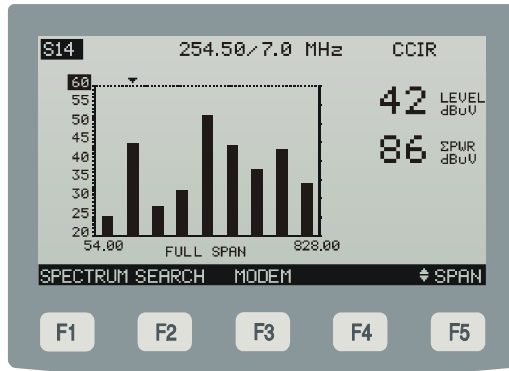 S14 254.50/7.0 MHz CCIR
60
55
50
45
40
35
30
25
20
42 LEVEL dBuV
86 ΣPWR dBuV
54.00 FULL SPAN 828.00
SPECTRUM SEARCH MODEM SPAN
F1 F2 F3 F4 F5